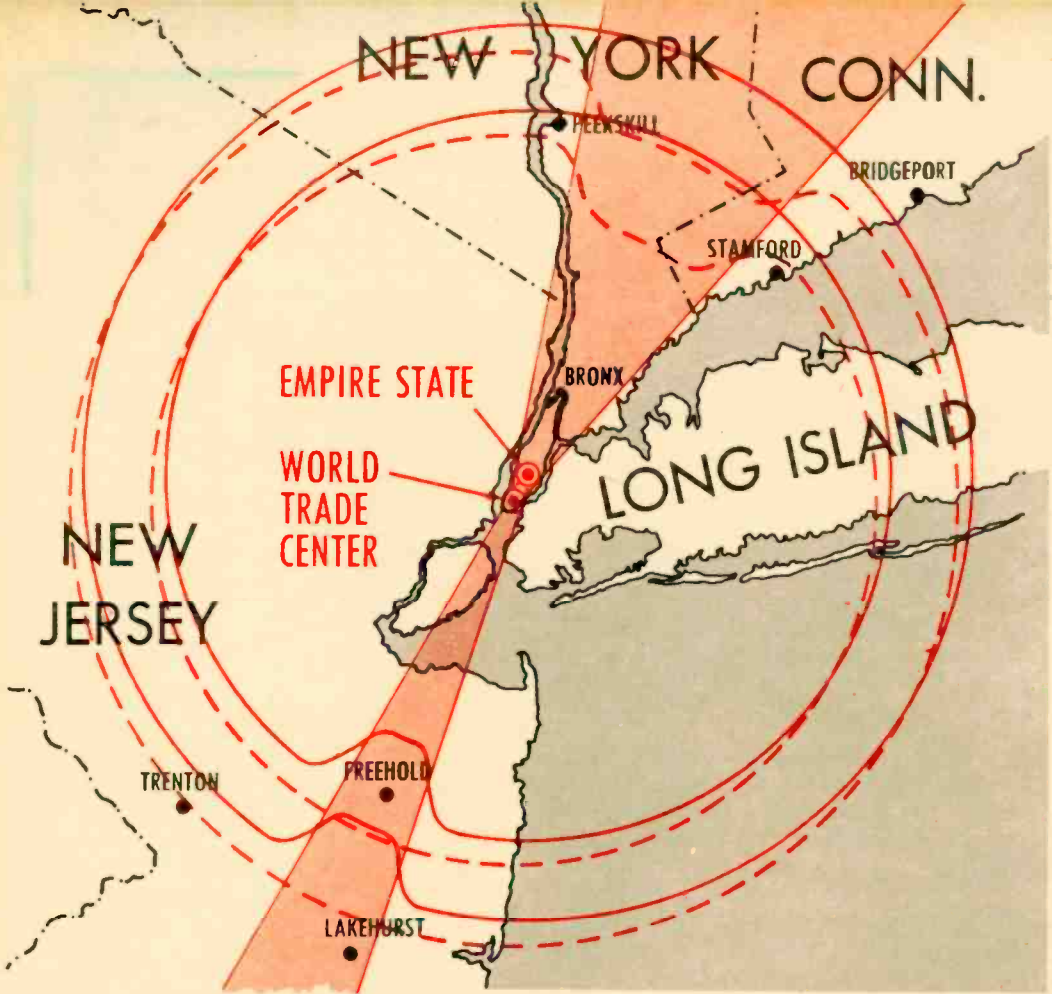 NEW YORK
CONN.
PEEKSKILL
BRIDGEPORT
STAMFORD
EMPIRE STATE
BRONX
WORLD
TRADE
CENTER
LONG ISLAND
NEW
JERSEY
TRENTON
FREEHOLD
LAKEHURST